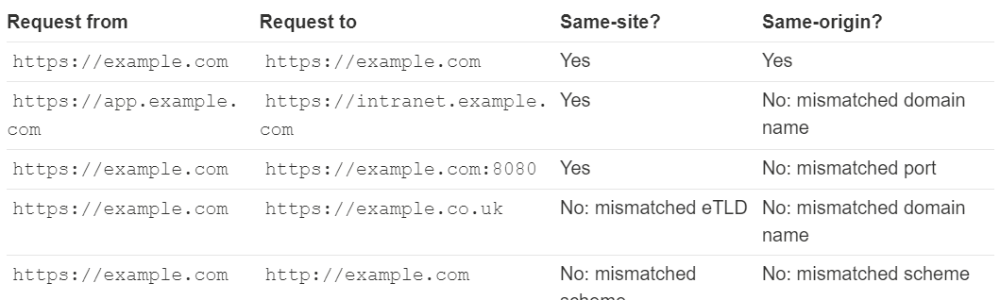 Request from Request to Same-site? Same-origin?
https://example.com https://example.com Yes Yes
https://app.example. https://intranet.example. Yes No: mismatched domain
com com name
https://example.com https://example.com:8080 Yes No: mismatched port
https://example.com https://example.co.uk No: mismatched eTLD No: mismatched domain
name
https://example.com http://example.com No: mismatched No: mismatched scheme
scheme